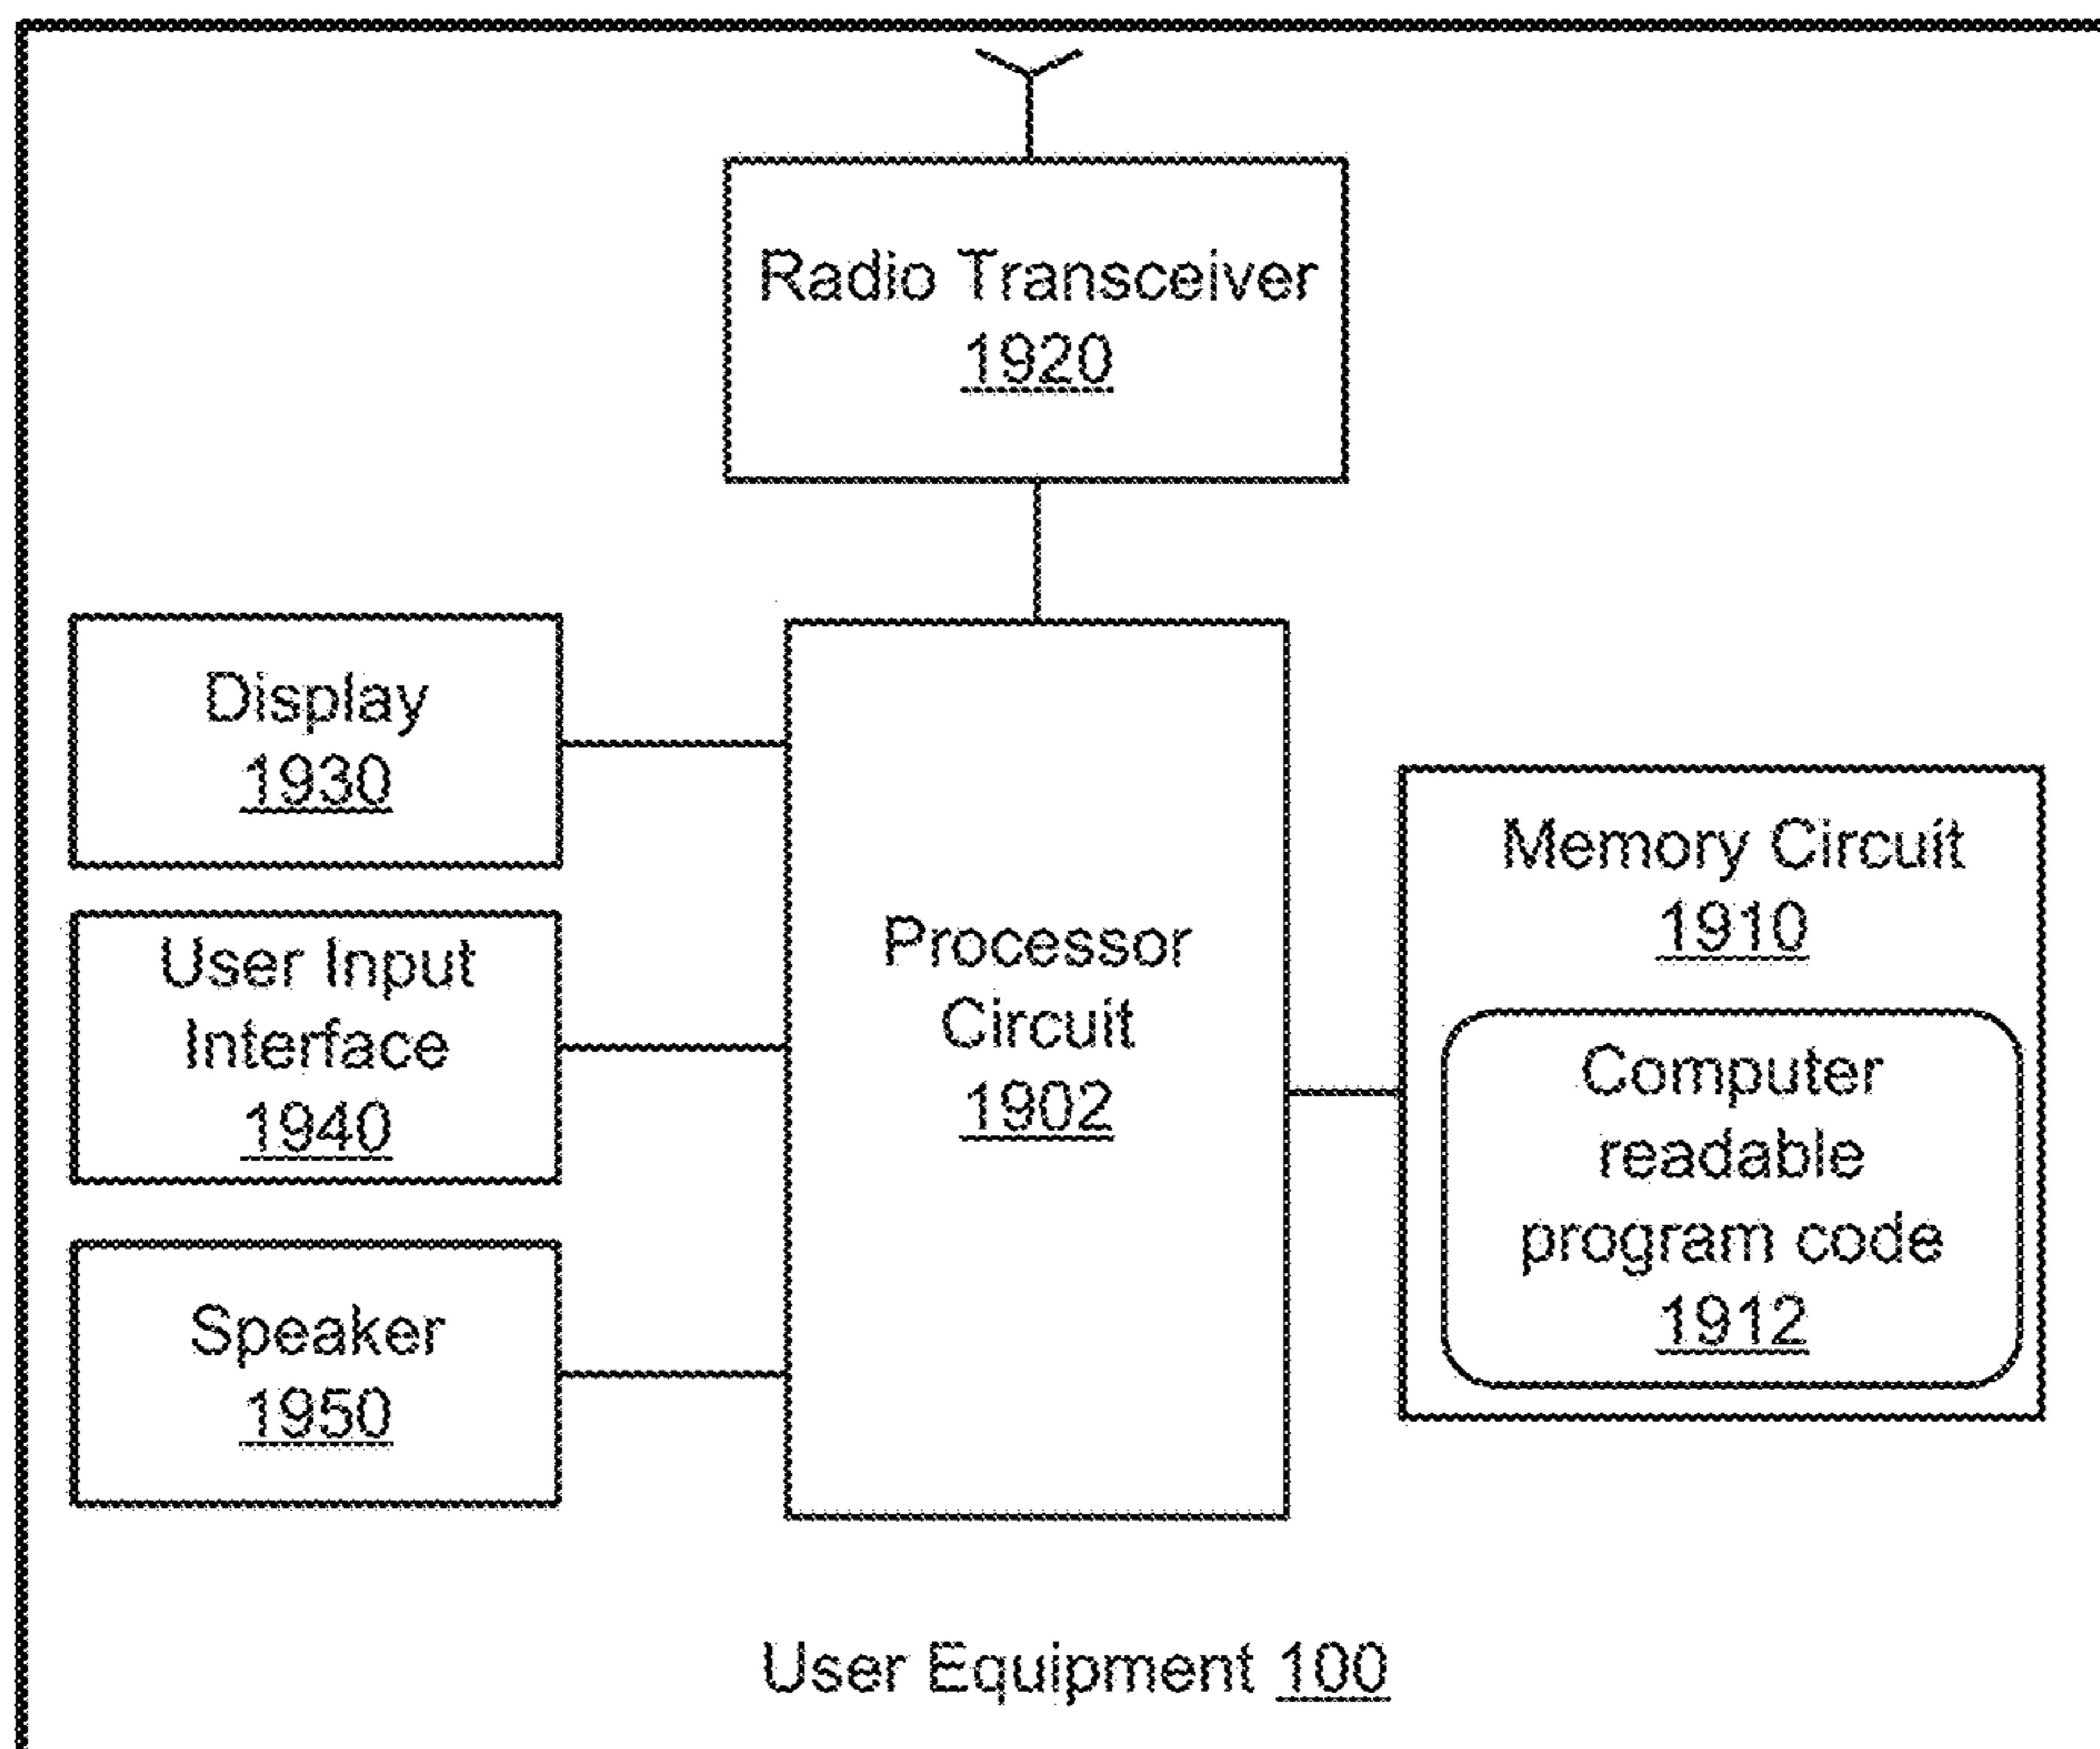 Radio Transceiver
1920
Display
1930
User Input
Interface
1940
Speaker
1950
Processor
Circuit
1902
Memory Circuit
1910
Computer
readable
program code
1912
User Equipment 100